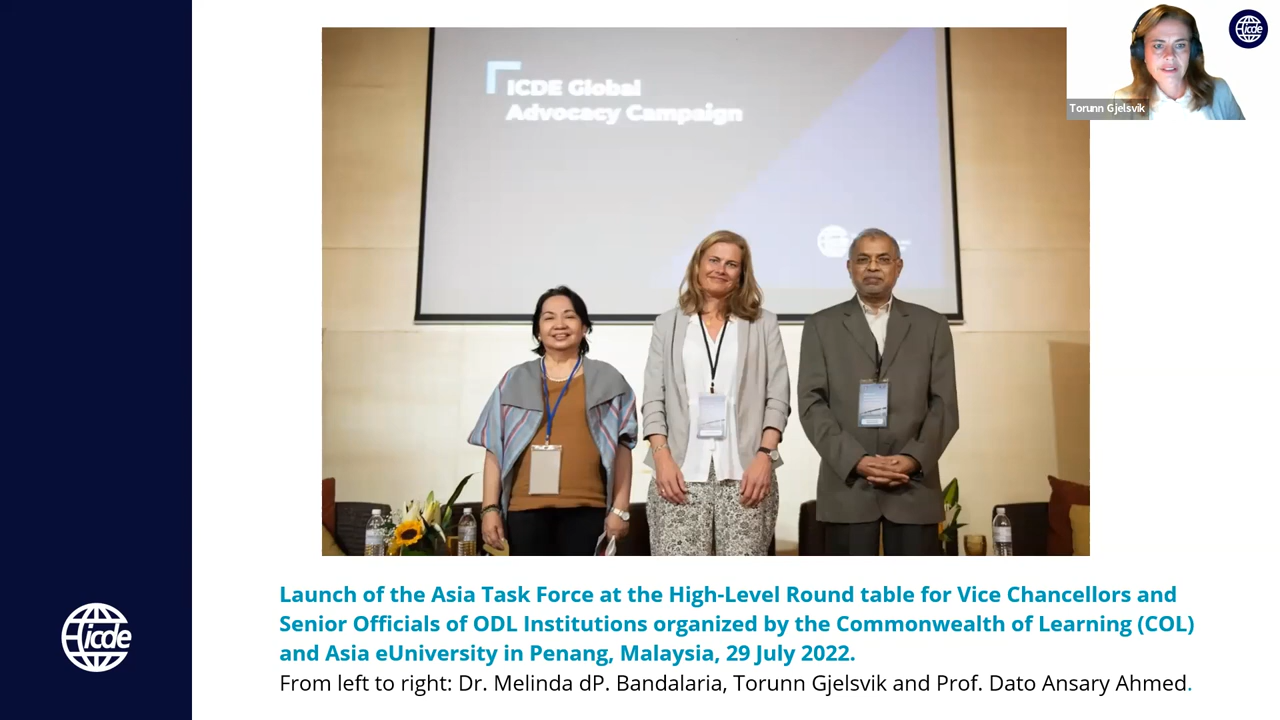 ICDE Global
Advocacy Campaign
icde
Torunn Gjelsvik
Launch of the Asia Task Force at the High-Level Round table for Vice Chancellors and
Senior Officials of ODL Institutions organized by the Commonwealth of Learning (COL)
and Asia eUniversity in Penang, Malaysia, 29 July 2022.
From left to right: Dr. Melinda dP. Bandalaria, Torunn Gjelsvik and Prof. Dato Ansary Ahmed.
icde